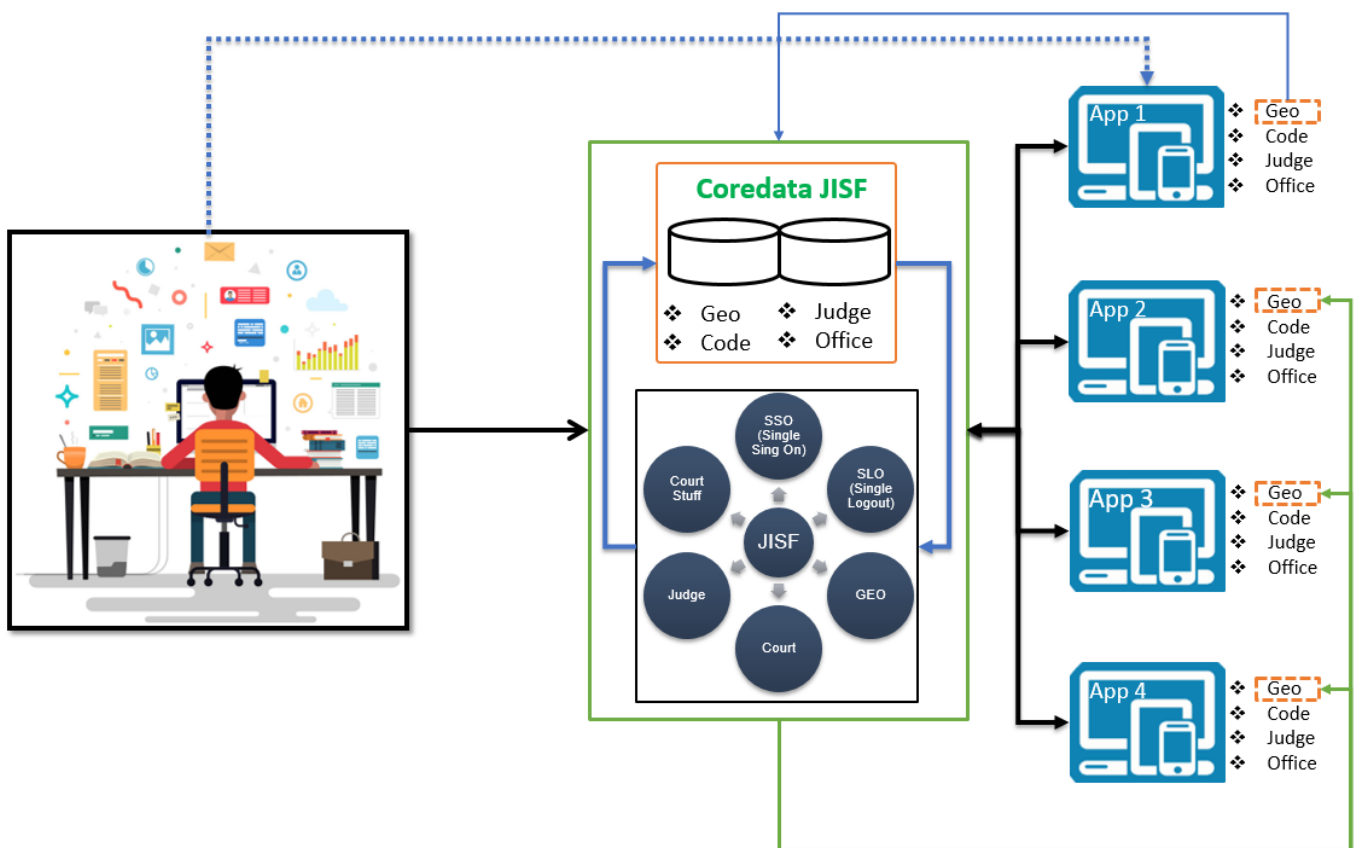 Coredata JISF
❖ Geo
❖ Code
❖ Judge
❖ Office
SSO
(Single
Sing On)
SLO
(Single
Logout)
GEO
Court
Judge
Court
Stuff
JISF
App 1
❖ Geo
❖ Code
❖ Judge
❖ Office
App 2
❖ Geo
❖ Code
❖ Judge
❖ Office
App 3
❖ Geo
❖ Code
❖ Judge
❖ Office
App 4
❖ Geo
❖ Code
❖ Judge
❖ Office